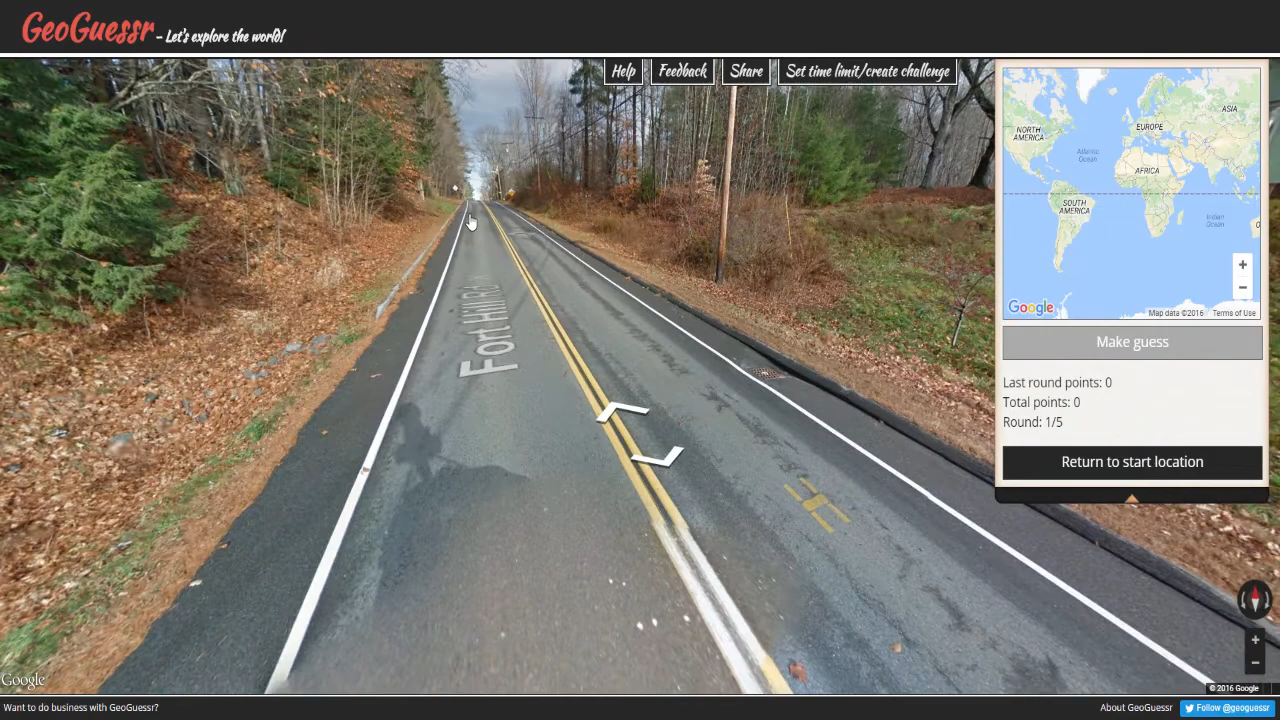 GeoGuessr - Let's explore the world!
Help Feedback Share Set time limit/create challenge
NORTH AMERICA
EUROPE
ASIA
Atlantic Ocean
AFRICA
SOUTH AMERICA
Indian Ocean
+
−
Google Map data ©2016 Terms of Use
Make guess
Last round points: 0
Total points: 0
Round: 1/5
Return to start location
Fort Hill Rd
+
−
Google
© 2016 Google
Want to do business with GeoGuessr? About GeoGuessr Follow @geoguessr